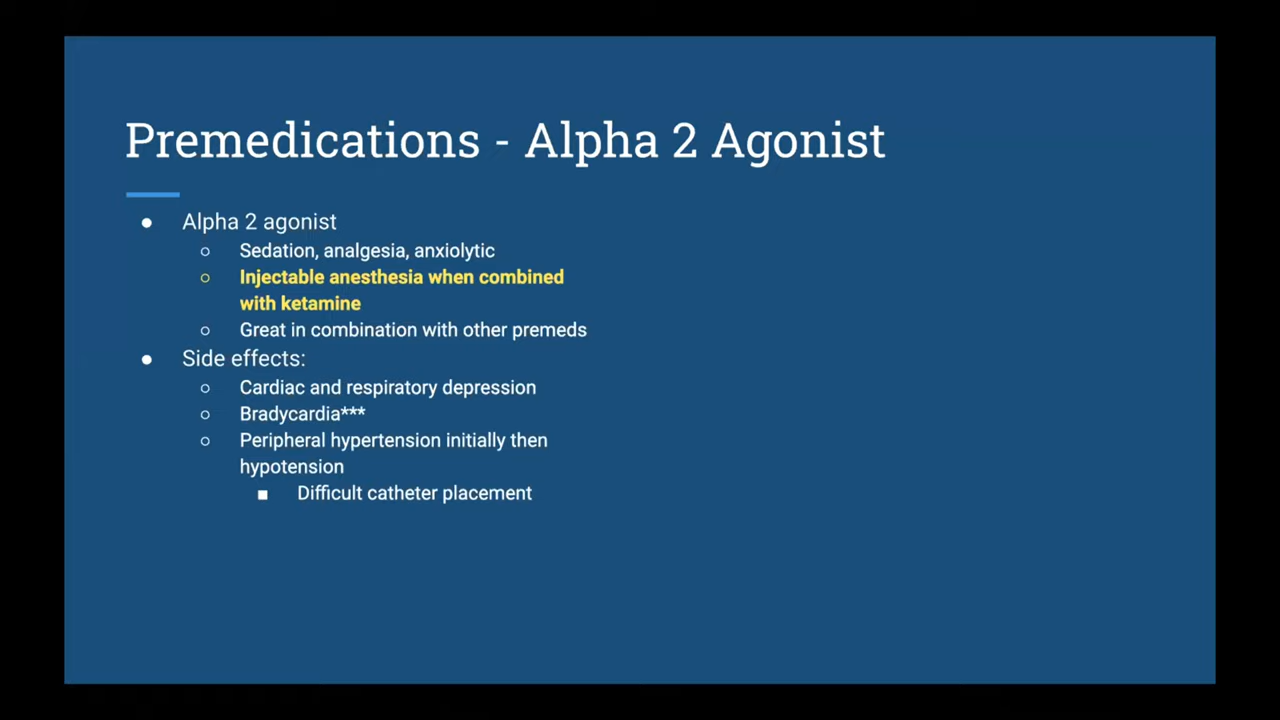 Premedications - Alpha 2 Agonist
● Alpha 2 agonist
○ Sedation, analgesia, anxiolytic
○ Injectable anesthesia when combined
with ketamine
○ Great in combination with other premeds
● Side effects:
○ Cardiac and respiratory depression
○ Bradycardia***
○ Peripheral hypertension initially then
hypotension
■ Difficult catheter placement